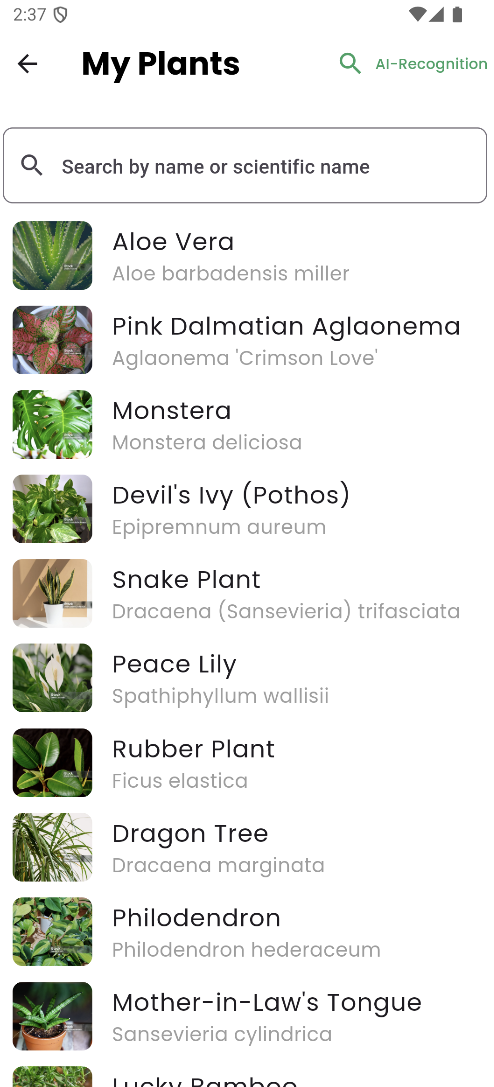 2:37
My Plants
AI-Recognition
Search by name or scientific name
Aloe Vera
Aloe barbadensis miller
Pink Dalmatian Aglaonema
Aglaonema 'Crimson Love'
Monstera
Monstera deliciosa
Devil's Ivy (Pothos)
Epipremnum aureum
Snake Plant
Dracaena (Sansevieria) trifasciata
Peace Lily
Spathiphyllum wallisii
Rubber Plant
Ficus elastica
Dragon Tree
Dracaena marginata
Philodendron
Philodendron hederaceum
Mother-in-Law's Tongue
Sansevieria cylindrica
Lucky Bamboo